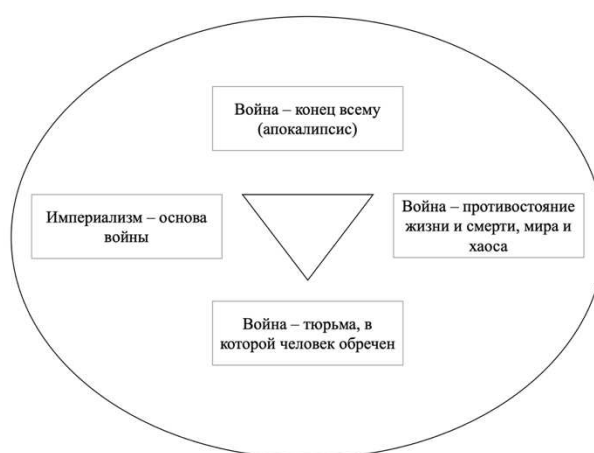 Война – конец всему
(апокалипсис)
Империализм – основа
войны
Война – противостояние
жизни и смерти, мира и
хаоса
Война – тюрьма, в
которой человек обречен